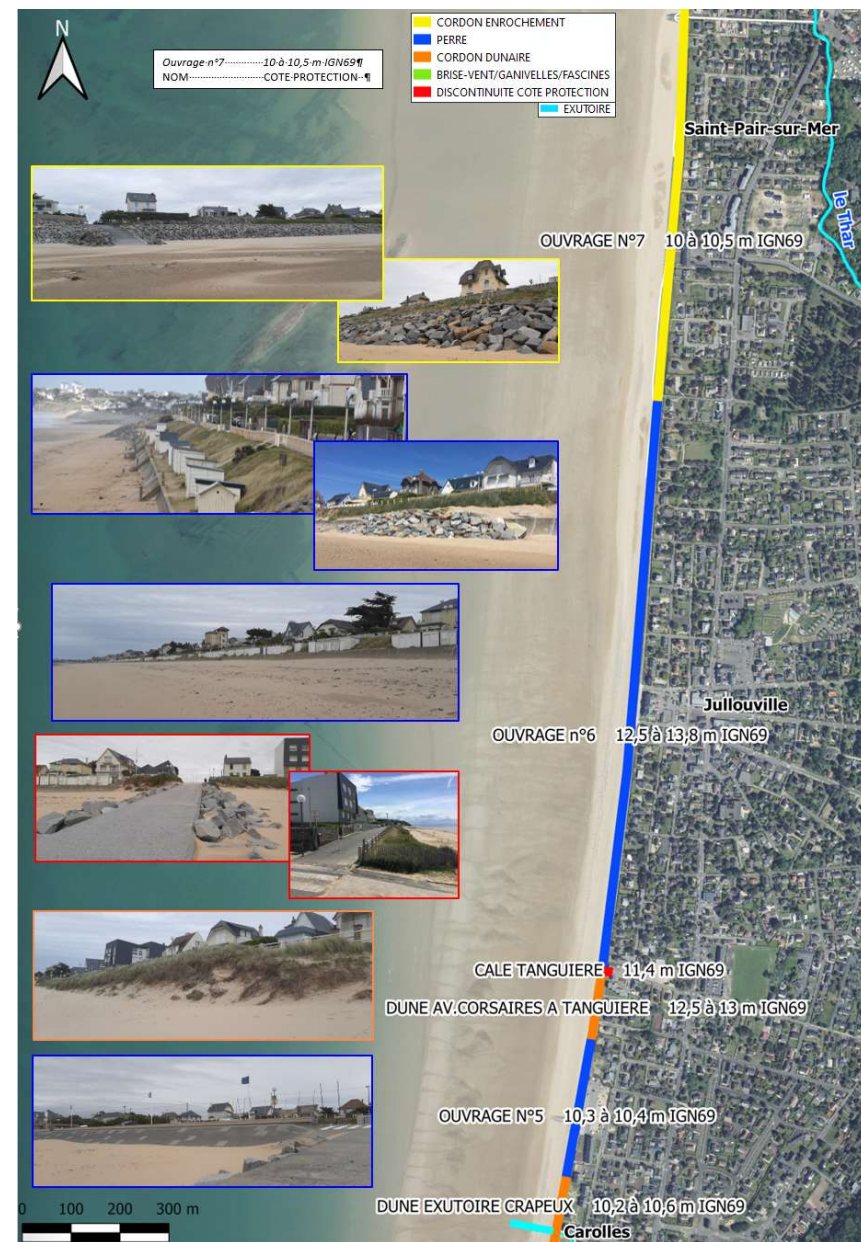 N
Ouvrage·n°7·············10·à·10,5·m·IGN69¶
NOM··························COTE·PROTECTION··¶
CORDON ENROCHEMENT
PERRE
CORDON DUNAIRE
BRISE-VENT/GANIVELLES/FASCINES
DISCONTINUITE COTE PROTECTION
EXUTOIRE
Saint-Pair-sur-Mer
le Thar
OUVRAGE N°7 10 à 10,5 m IGN69
Jullouville
OUVRAGE n°6 12,5 à 13,8 m IGN69
CALE TANGUIERE 11,4 m IGN69
DUNE AV.CORSAIRES A TANGUIERE 12,5 à 13 m IGN69
OUVRAGE N°5 10,3 à 10,4 m IGN69
DUNE EXUTOIRE CRAPEUX 10,2 à 10,6 m IGN69
0 100 200 300 m
Carolles